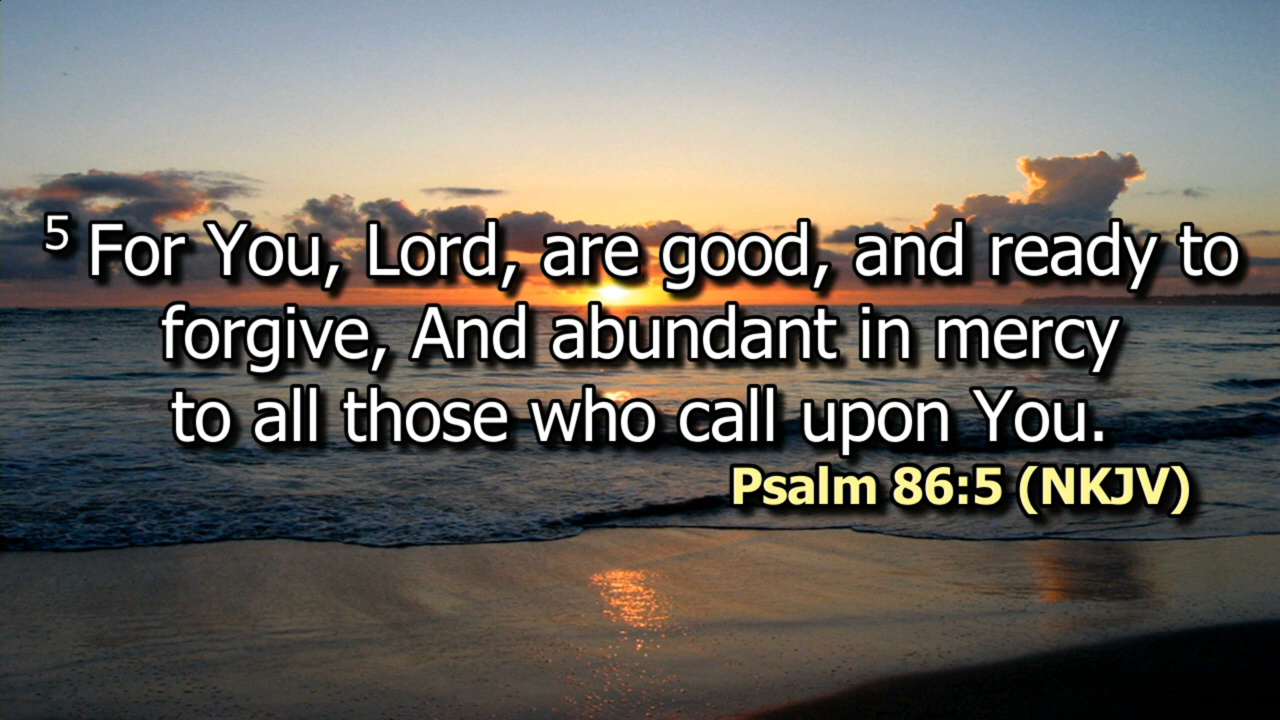 5 For You, Lord, are good, and ready to
forgive, And abundant in mercy
to all those who call upon You.
Psalm 86:5 (NKJV)